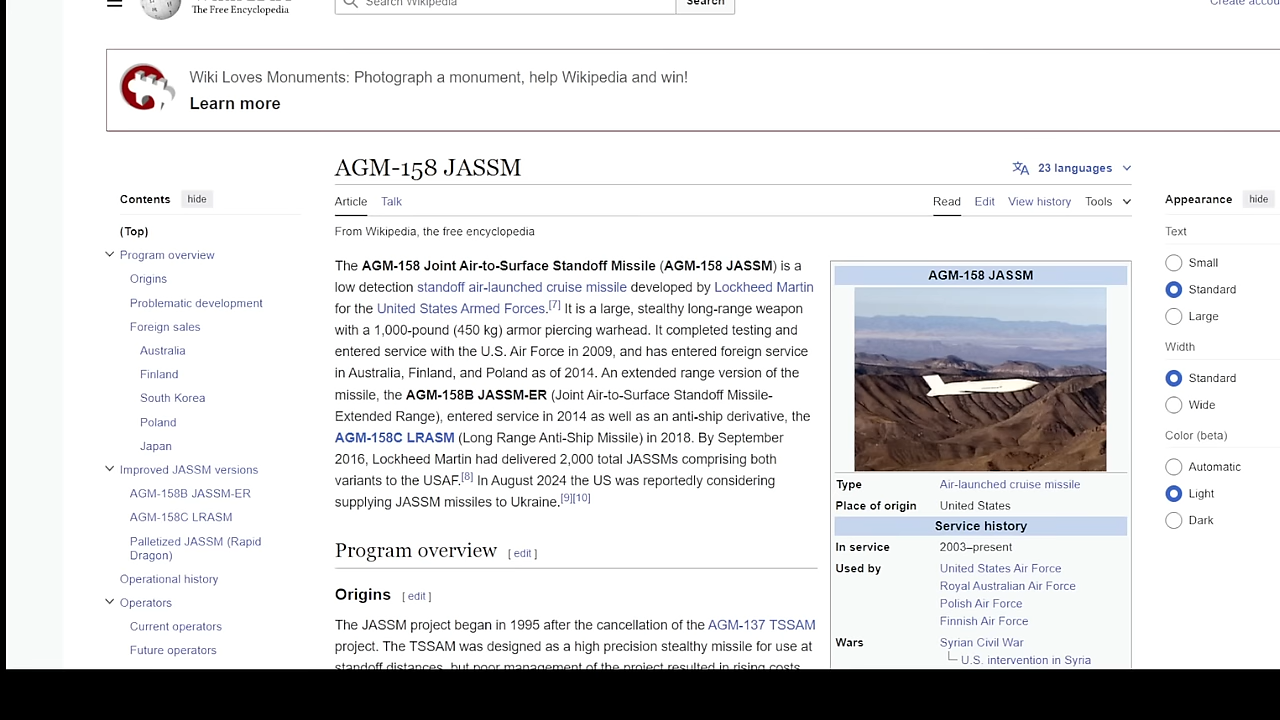 The Free Encyclopedia
Search Wikipedia
Search
Wiki Loves Monuments: Photograph a monument, help Wikipedia and win!
Learn more
AGM-158 JASSM
23 languages
Contents hide
(Top)
Program overview
Origins
Problematic development
Foreign sales
Australia
Finland
South Korea
Poland
Japan
Improved JASSM versions
AGM-158B JASSM-ER
AGM-158C LRASM
Palletized JASSM (Rapid
Dragon)
Operational history
Operators
Current operators
Future operators
Article Talk
Read Edit View history Tools
From Wikipedia, the free encyclopedia
The AGM-158 Joint Air-to-Surface Standoff Missile (AGM-158 JASSM) is a
low detection standoff air-launched cruise missile developed by Lockheed Martin
for the United States Armed Forces.[7] It is a large, stealthy long-range weapon
with a 1,000-pound (450 kg) armor piercing warhead. It completed testing and
entered service with the U.S. Air Force in 2009, and has entered foreign service
in Australia, Finland, and Poland as of 2014. An extended range version of the
missile, the AGM-158B JASSM-ER (Joint Air-to-Surface Standoff Missile-
Extended Range), entered service in 2014 as well as an anti-ship derivative, the
AGM-158C LRASM (Long Range Anti-Ship Missile) in 2018. By September
2016, Lockheed Martin had delivered 2,000 total JASSMs comprising both
variants to the USAF.[8] In August 2024 the US was reportedly considering
supplying JASSM missiles to Ukraine.[9][10]
Program overview [ edit ]
Origins [ edit ]
The JASSM project began in 1995 after the cancellation of the AGM-137 TSSAM
project. The TSSAM was designed as a high precision stealthy missile for use at
standoff distances, but poor management of the project resulted in rising costs.
AGM-158 JASSM
Type Air-launched cruise missile
Place of origin United States
Service history
In service 2003–present
Used by United States Air Force
Royal Australian Air Force
Polish Air Force
Finnish Air Force
Wars Syrian Civil War
U.S. intervention in Syria
Appearance hide
Text
Small
Standard
Large
Width
Standard
Wide
Color (beta)
Automatic
Light
Dark